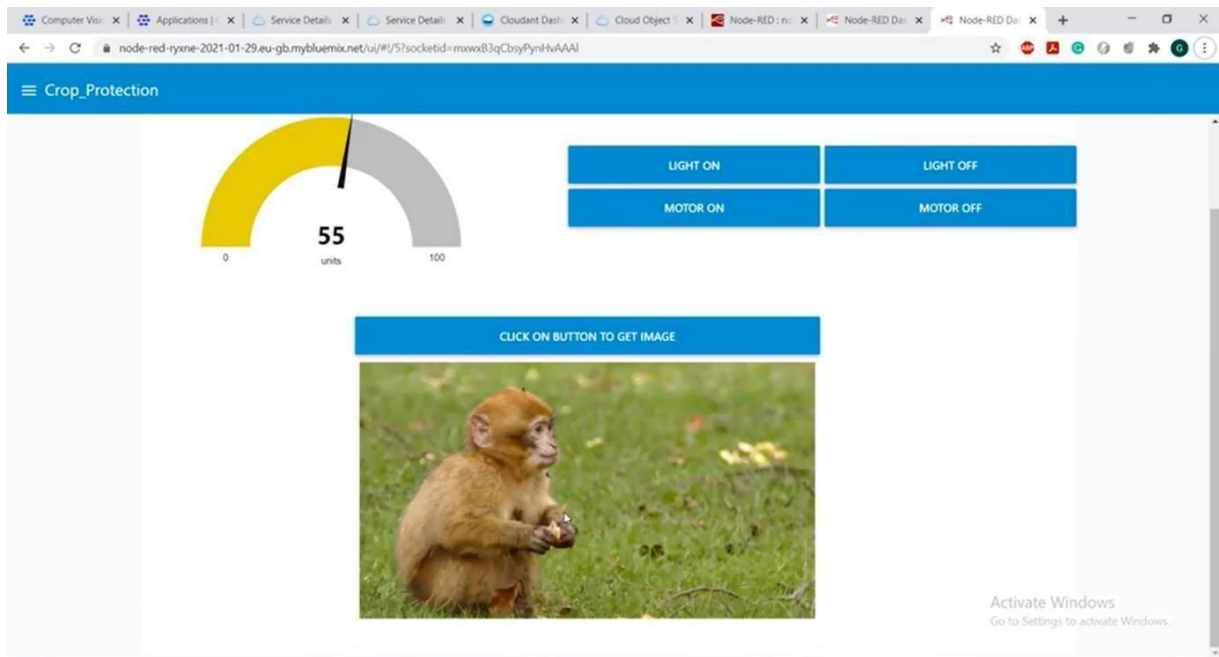 Computer Visi
Applications | C
Service Details
Service Details
Cloudant Dash
Cloud Object S
Node-RED : no
Node-RED Das
Node-RED Das
node-red-ryxne-2021-01-29.eu-gb.mybluemix.net/ui/#!/5?socketid=mxwxB3qCbsyPynHvAAAl
ABP
G
Crop_Protection
LIGHT ON
LIGHT OFF
MOTOR ON
MOTOR OFF
55
0
units
100
CLICK ON BUTTON TO GET IMAGE
Activate Windows
Go to Settings to activate Windows.